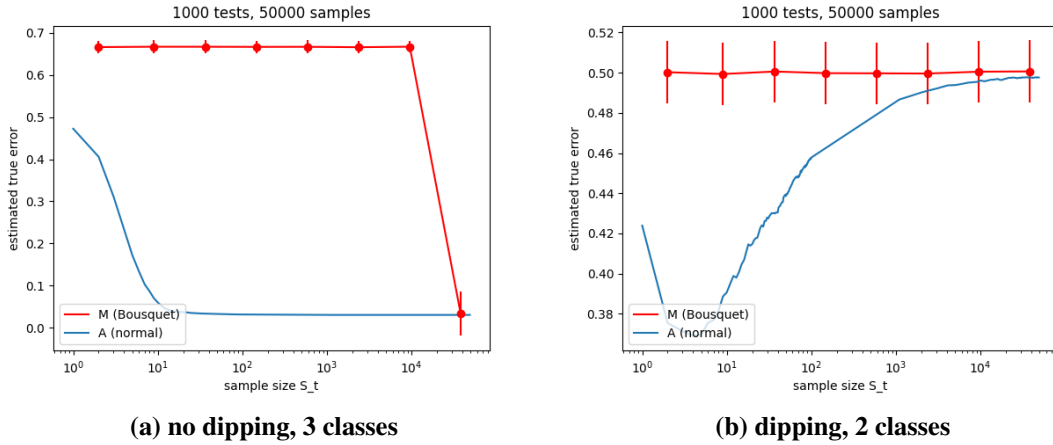 1000 tests, 50000 samples
estimated true error
0.7
0.6
0.5
0.4
0.3
0.2
0.1
0.0
M (Bousquet)
A (normal)
10^0 10^1 10^2 10^3 10^4
sample size S_t
(a) no dipping, 3 classes
1000 tests, 50000 samples
estimated true error
0.52
0.50
0.48
0.46
0.44
0.42
0.40
0.38
M (Bousquet)
A (normal)
10^0 10^1 10^2 10^3 10^4
sample size S_t
(b) dipping, 2 classes